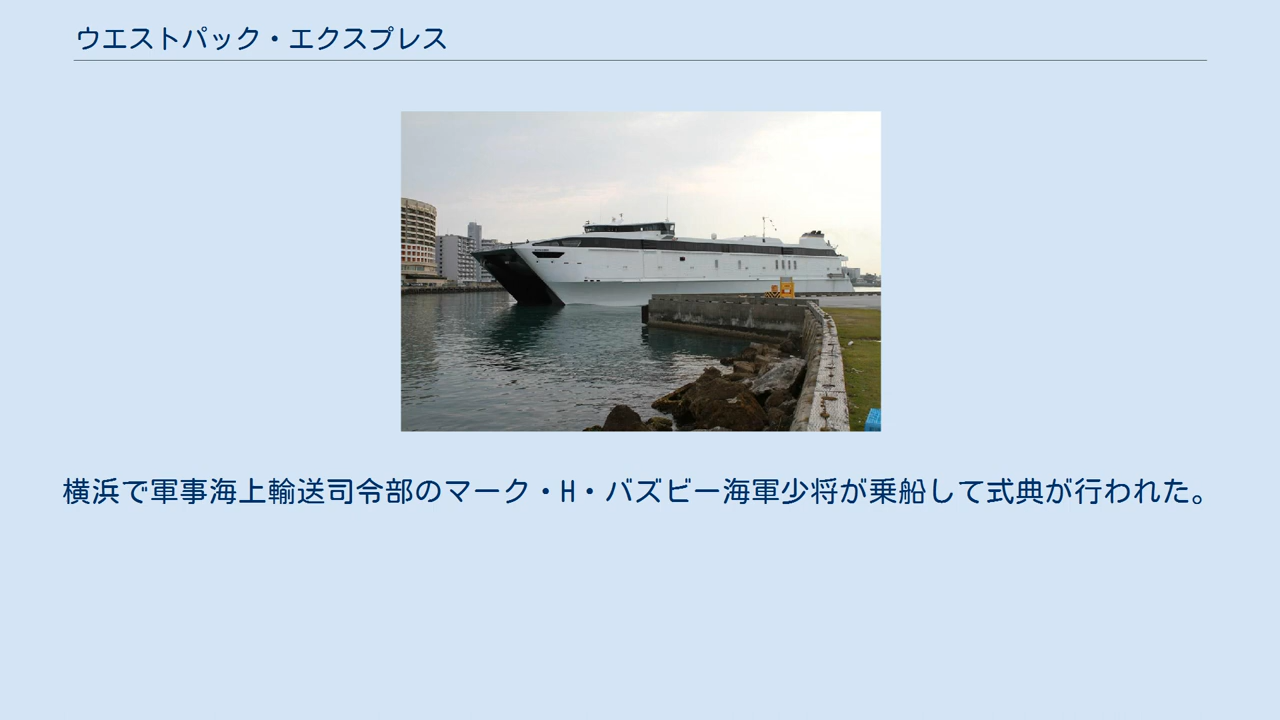 ウエストパック・エクスプレス
横浜で軍事海上輸送司令部のマーク・H・バズビー海軍少将が乗船して式典が行われた。